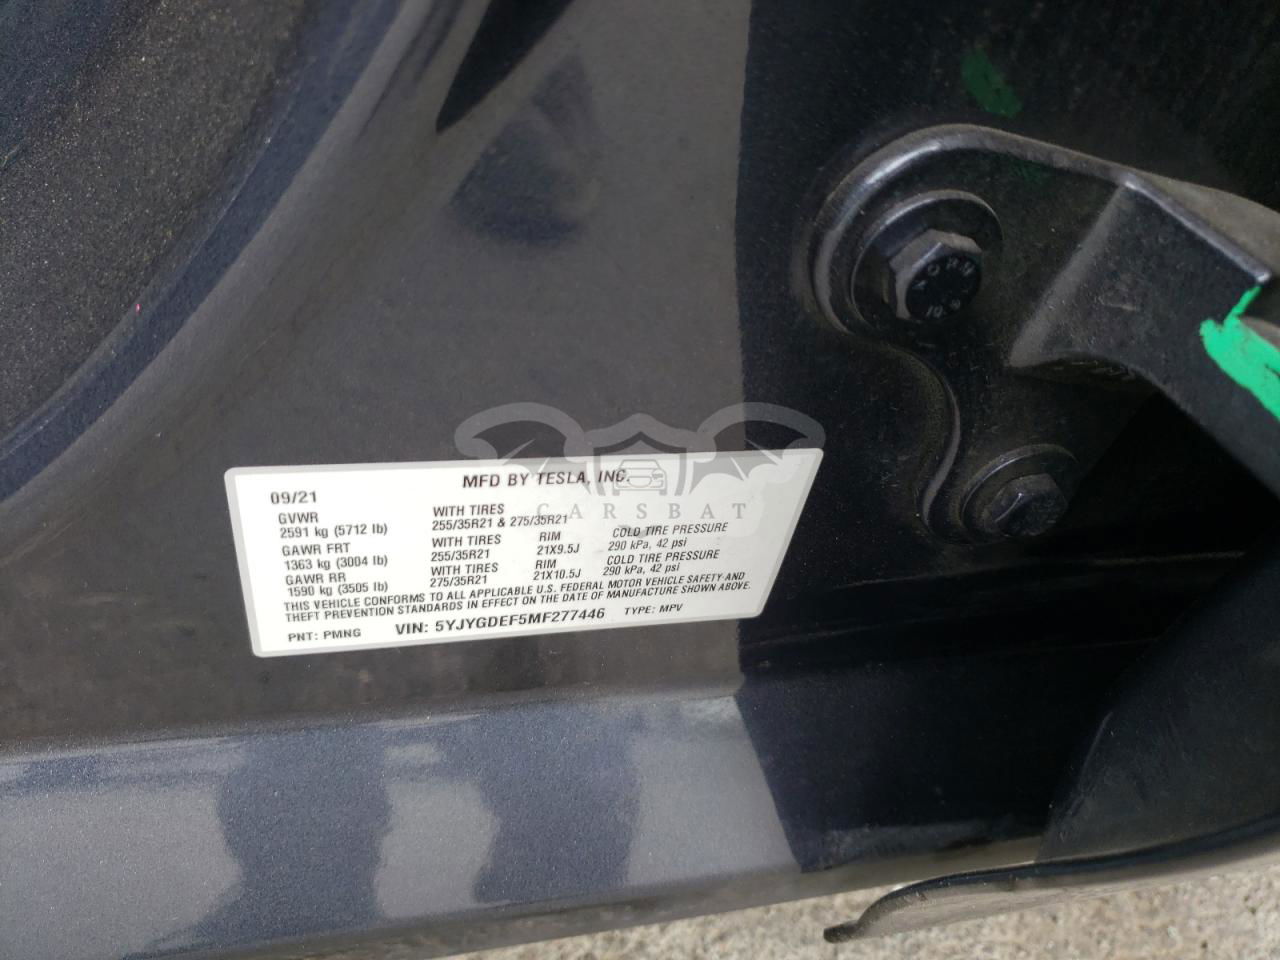 MFD BY TESLA, INC.
09/21
GVWR
2591 kg (5712 lb)
WITH TIRES
255/35R21 & 275/35R21
GAWR FRT
1363 kg (3004 lb)
WITH TIRES
255/35R21
RIM
21X9.5J
COLD TIRE PRESSURE
290 kPa, 42 psi
GAWR RR
1590 kg (3505 lb)
WITH TIRES
275/35R21
RIM
21X10.5J
COLD TIRE PRESSURE
290 kPa, 42 psi
THIS VEHICLE CONFORMS TO ALL APPLICABLE U.S. FEDERAL MOTOR VEHICLE SAFETY AND
THEFT PREVENTION STANDARDS IN EFFECT ON THE DATE OF MANUFACTURE SHOWN ABOVE.
PNT: PMNG VIN: 5YJYGDEF5MF277446 TYPE: MPV
CARSBAT